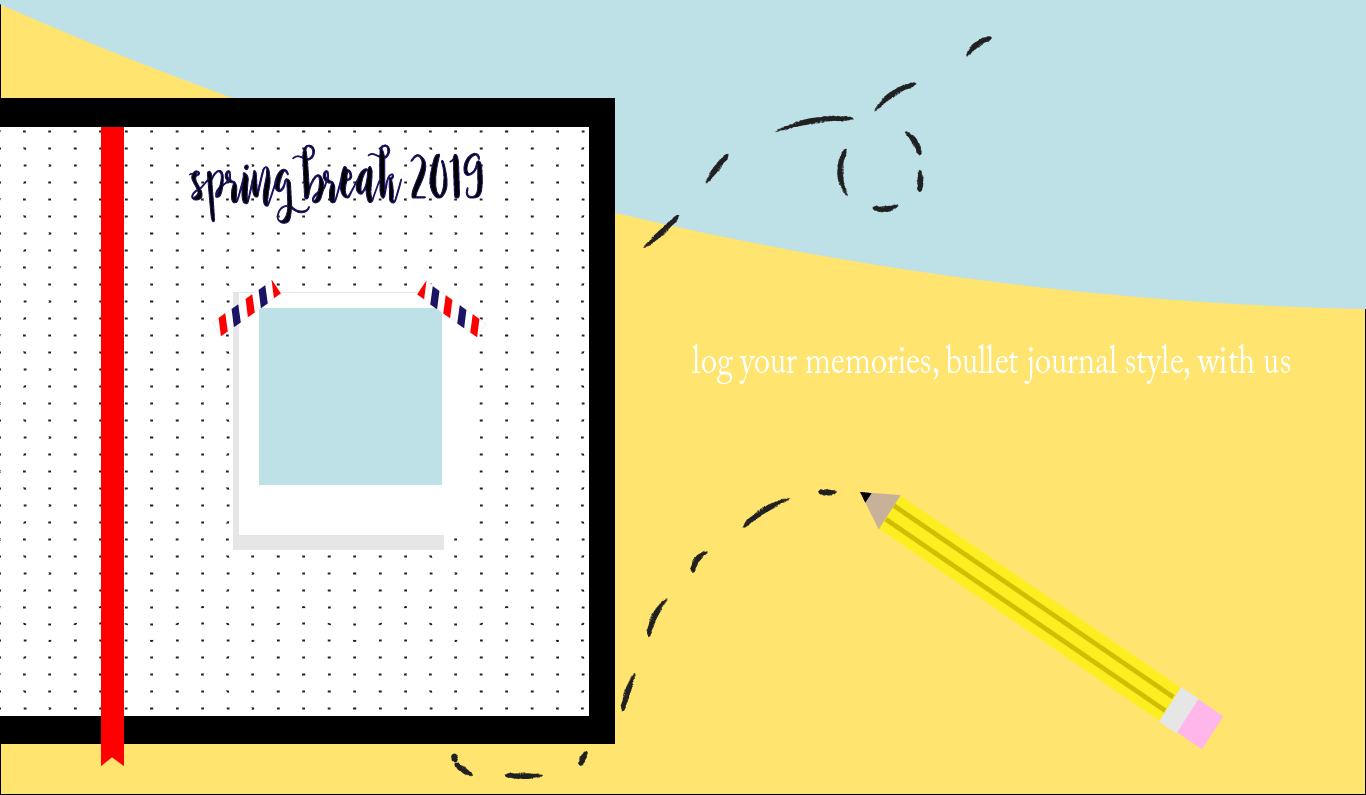 spring break 2019
log your memories, bullet journal style, with us